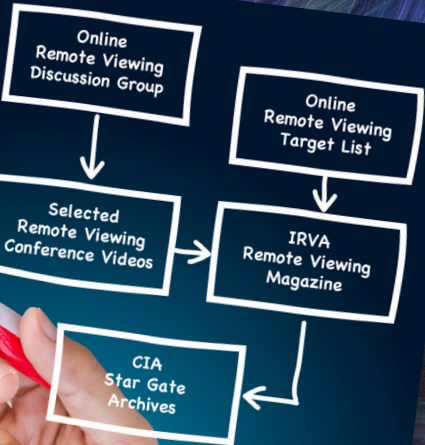 Online
Remote Viewing
Discussion Group
Online
Remote Viewing
Target List
Selected
Remote Viewing
Conference Videos
IRVA
Remote Viewing
Magazine
CIA
Star Gate
Archives